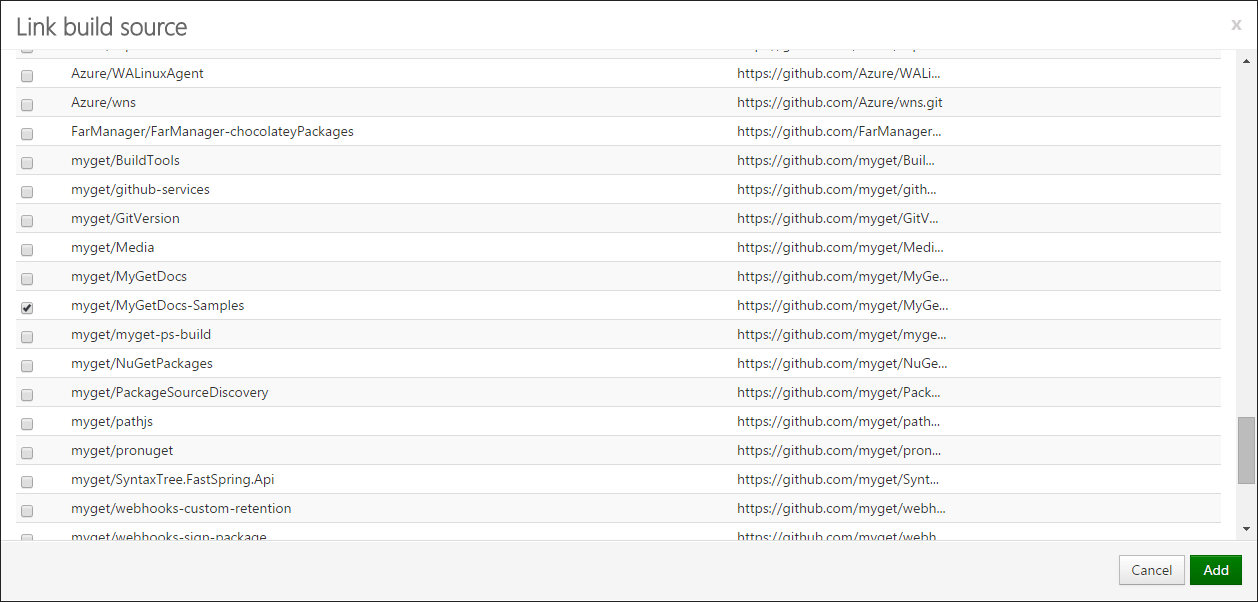 Link build source
x
Azure/WALinuxAgent https://github.com/Azure/WALi...
Azure/wns https://github.com/Azure/wns.git
FarManager/FarManager-chocolateyPackages https://github.com/FarManager...
myget/BuildTools https://github.com/myget/Buil...
myget/github-services https://github.com/myget/gith...
myget/GitVersion https://github.com/myget/GitV...
myget/Media https://github.com/myget/Medi...
myget/MyGetDocs https://github.com/myget/MyGe...
myget/MyGetDocs-Samples https://github.com/myget/MyGe...
myget/myget-ps-build https://github.com/myget/myge...
myget/NuGetPackages https://github.com/myget/NuGe...
myget/PackageSourceDiscovery https://github.com/myget/Pack...
myget/pathjs https://github.com/myget/path...
myget/pronuget https://github.com/myget/pron...
myget/SyntaxTree.FastSpring.Api https://github.com/myget/Synt...
myget/webhooks-custom-retention https://github.com/myget/webh...
myget/webhooks-sign-package https://github.com/myget/webh
Cancel Add